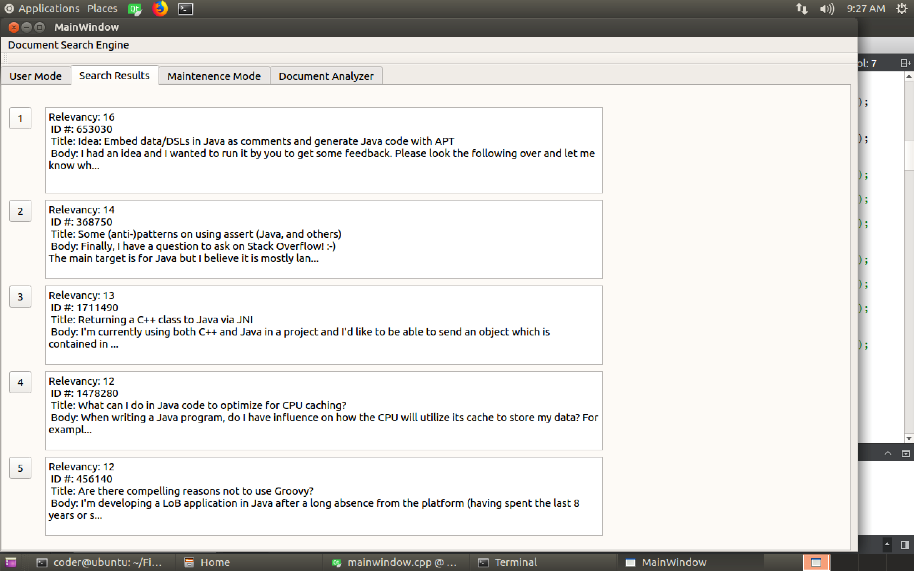 Applications Places 9:27 AM
MainWindow
Document Search Engine
User Mode Search Results Maintenence Mode Document Analyzer
ol: 7
1
Relevancy: 16
ID #: 653030
Title: Idea: Embed data/DSLs in Java as comments and generate Java code with APT
Body: I had an idea and I wanted to run it by you to get some feedback. Please look the following over and let me
know wh...
2
Relevancy: 14
ID #: 368750
Title: Some (anti-)patterns on using assert (Java, and others)
Body: Finally, I have a question to ask on Stack Overflow! :-)
The main target is for Java but I believe it is mostly lan...
3
Relevancy: 13
ID #: 1711490
Title: Returning a C++ class to Java via JNI
Body: I'm currently using both C++ and Java in a project and I'd like to be able to send an object which is
contained in ...
4
Relevancy: 12
ID #: 1478280
Title: What can I do in Java code to optimize for CPU caching?
Body: When writing a Java program, do I have influence on how the CPU will utilize its cache to store my data? For
exampl...
5
Relevancy: 12
ID #: 456140
Title: Are there compelling reasons not to use Groovy?
Body: I'm developing a LoB application in Java after a long absence from the platform (having spent the last 8
years or s...
);
);
);
);
);
);
);
);
);
coder@ubuntu: ~/Fi... Home mainwindow.cpp @ ... Terminal MainWindow